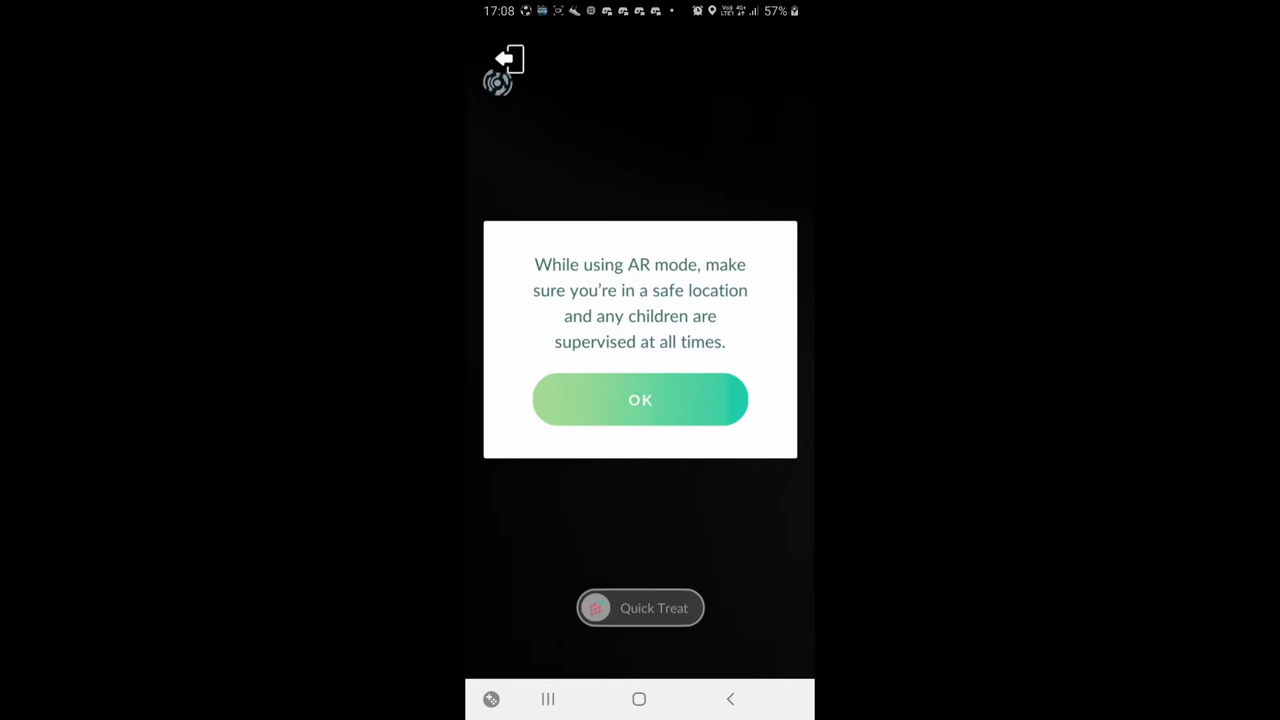 17:08 57%
While using AR mode, make
sure you're in a safe location
and any children are
supervised at all times.
OK
Quick Treat